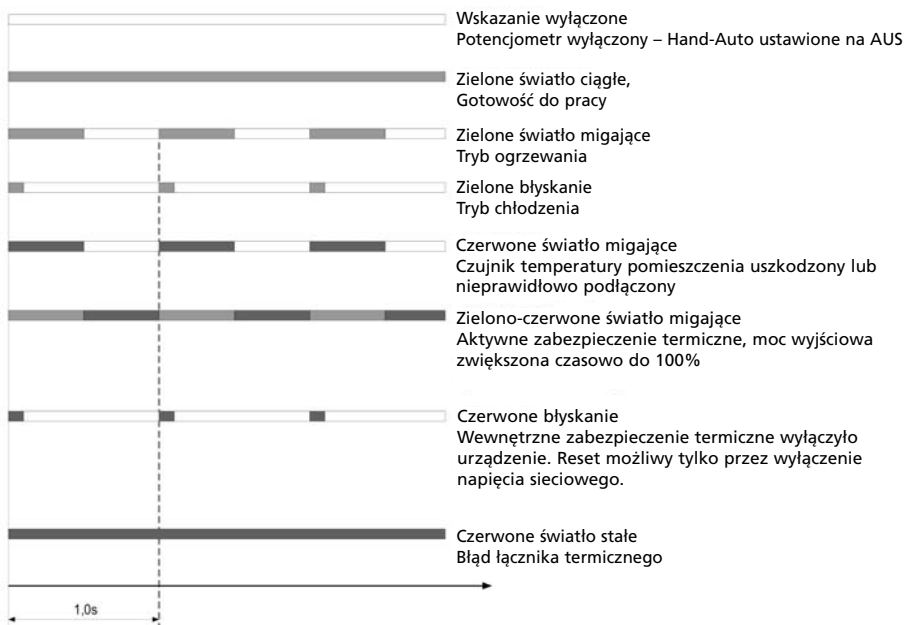 Wskazanie wyłączone
Potencjometr wyłączony – Hand-Auto ustawione na AUS
Zielone światło ciągłe,
Gotowość do pracy
Zielone światło migające
Tryb ogrzewania
Zielone błyskanie
Tryb chłodzenia
Czerwone światło migające
Czujnik temperatury pomieszczenia uszkodzony lub
nieprawidłowo podłączony
Zielono-czerwone światło migające
Aktywne zabezpieczenie termiczne, moc wyjściowa
zwiększona czasowo do 100%
Czerwone błyskanie
Wewnętrzne zabezpieczenie termiczne wyłączyło
urządzenie. Reset możliwy tylko przez wyłączenie
napięcia sieciowego.
Czerwone światło stałe
Błąd łącznika termicznego
1,0s